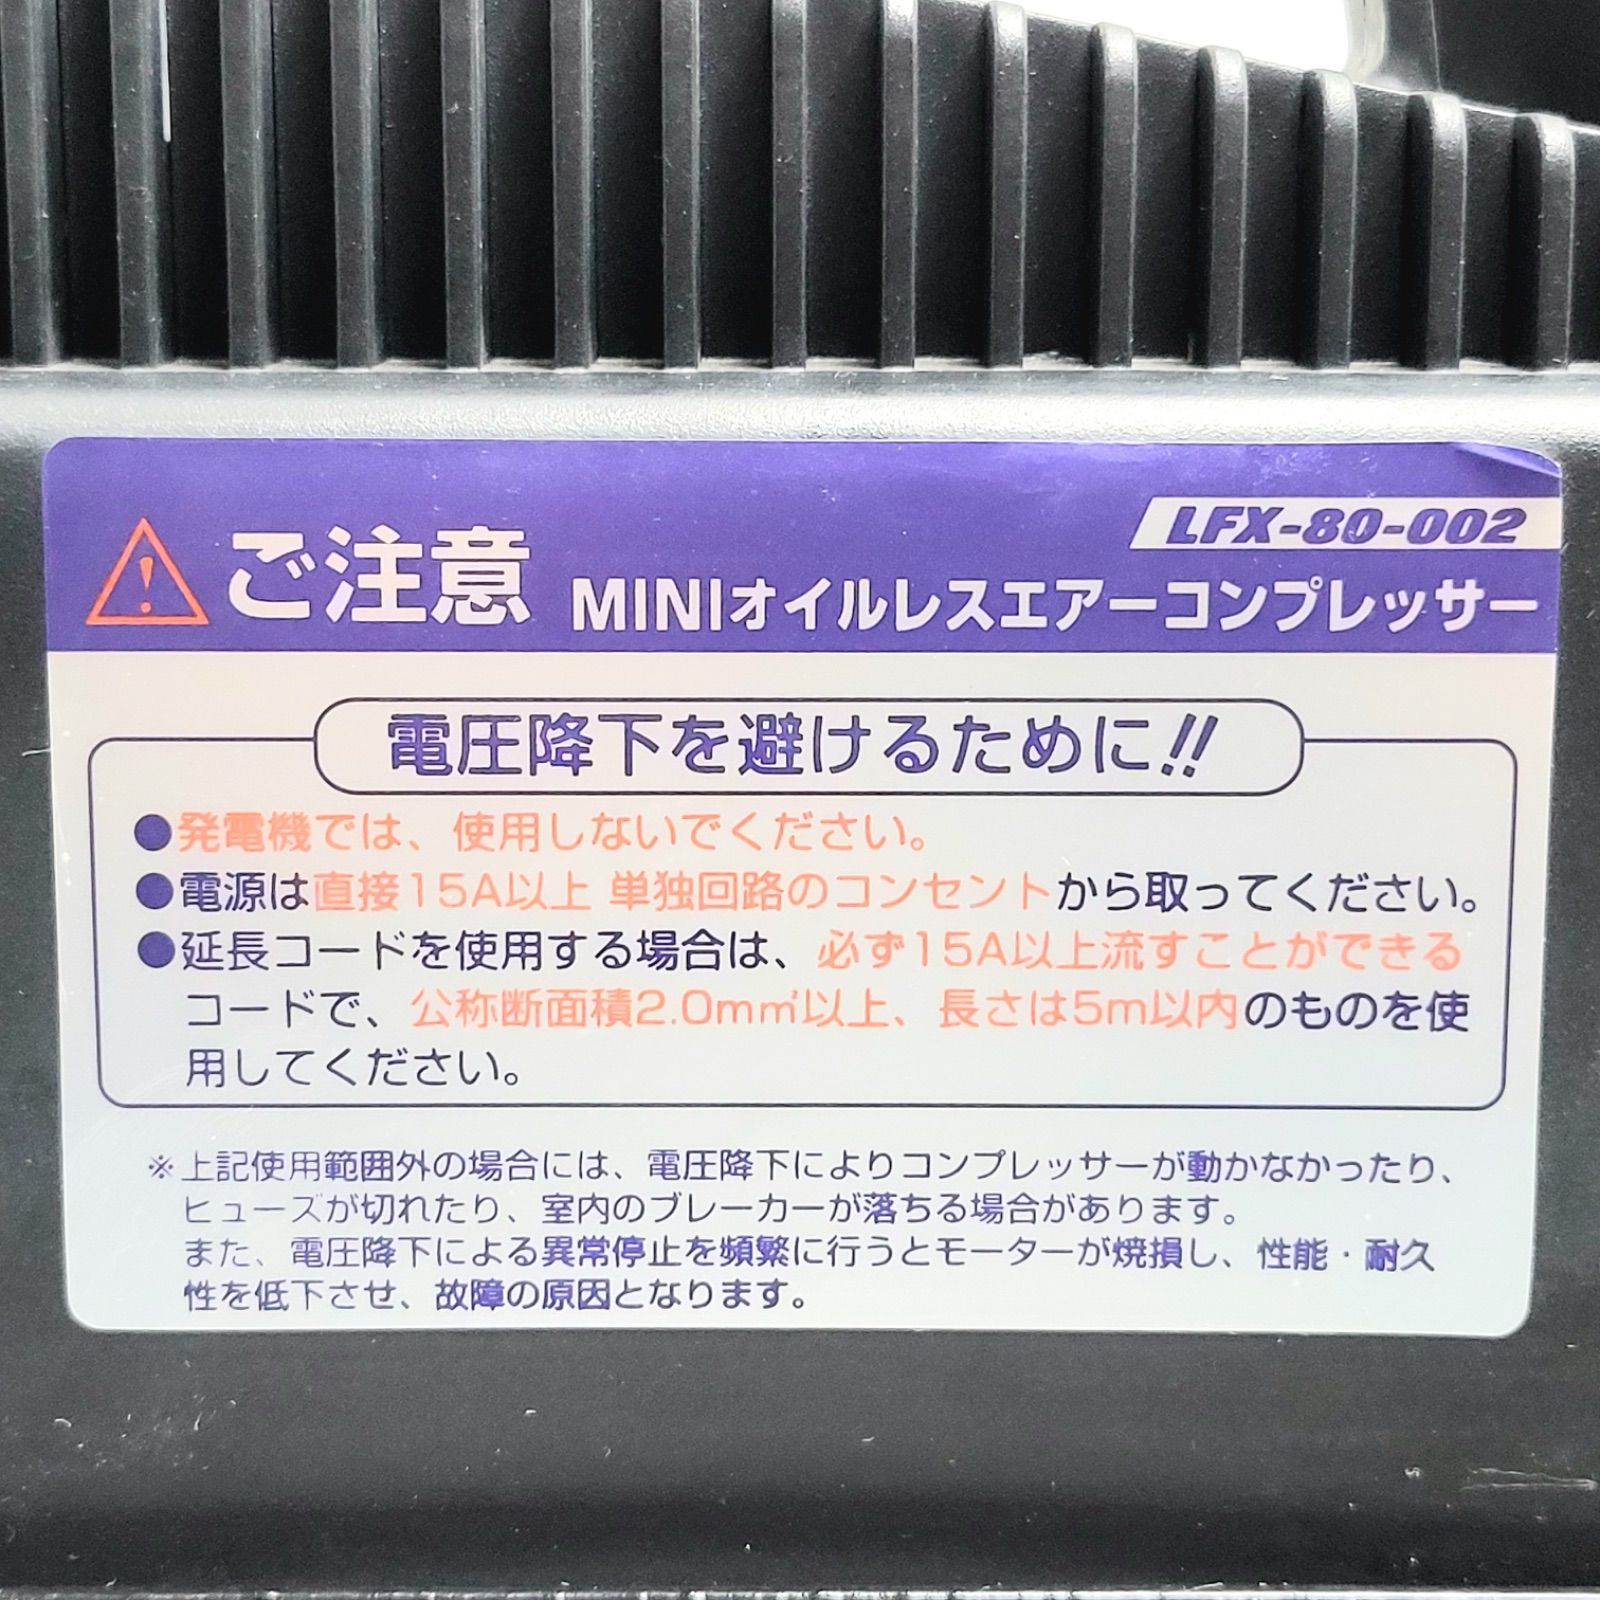 LFX-80-002
ご注意 MINIオイルレスエアーコンプレッサー
電圧降下を避けるために!!
●発電機では、使用しないでください。
●電源は直接15A以上 単独回路のコンセントから取ってください。
●延長コードを使用する場合は、必ず15A以上流すことができる
コードで、公称断面積2.0m㎡以上、長さは5m以内のものを使
用してください。
※上記使用範囲外の場合には、電圧降下によりコンプレッサーが動かなかったり、
ヒューズが切れたり、室内のブレーカーが落ちる場合があります。
また、電圧降下による異常停止を頻繁に行うとモーターが焼損し、性能・耐久
性を低下させ、故障の原因となります。